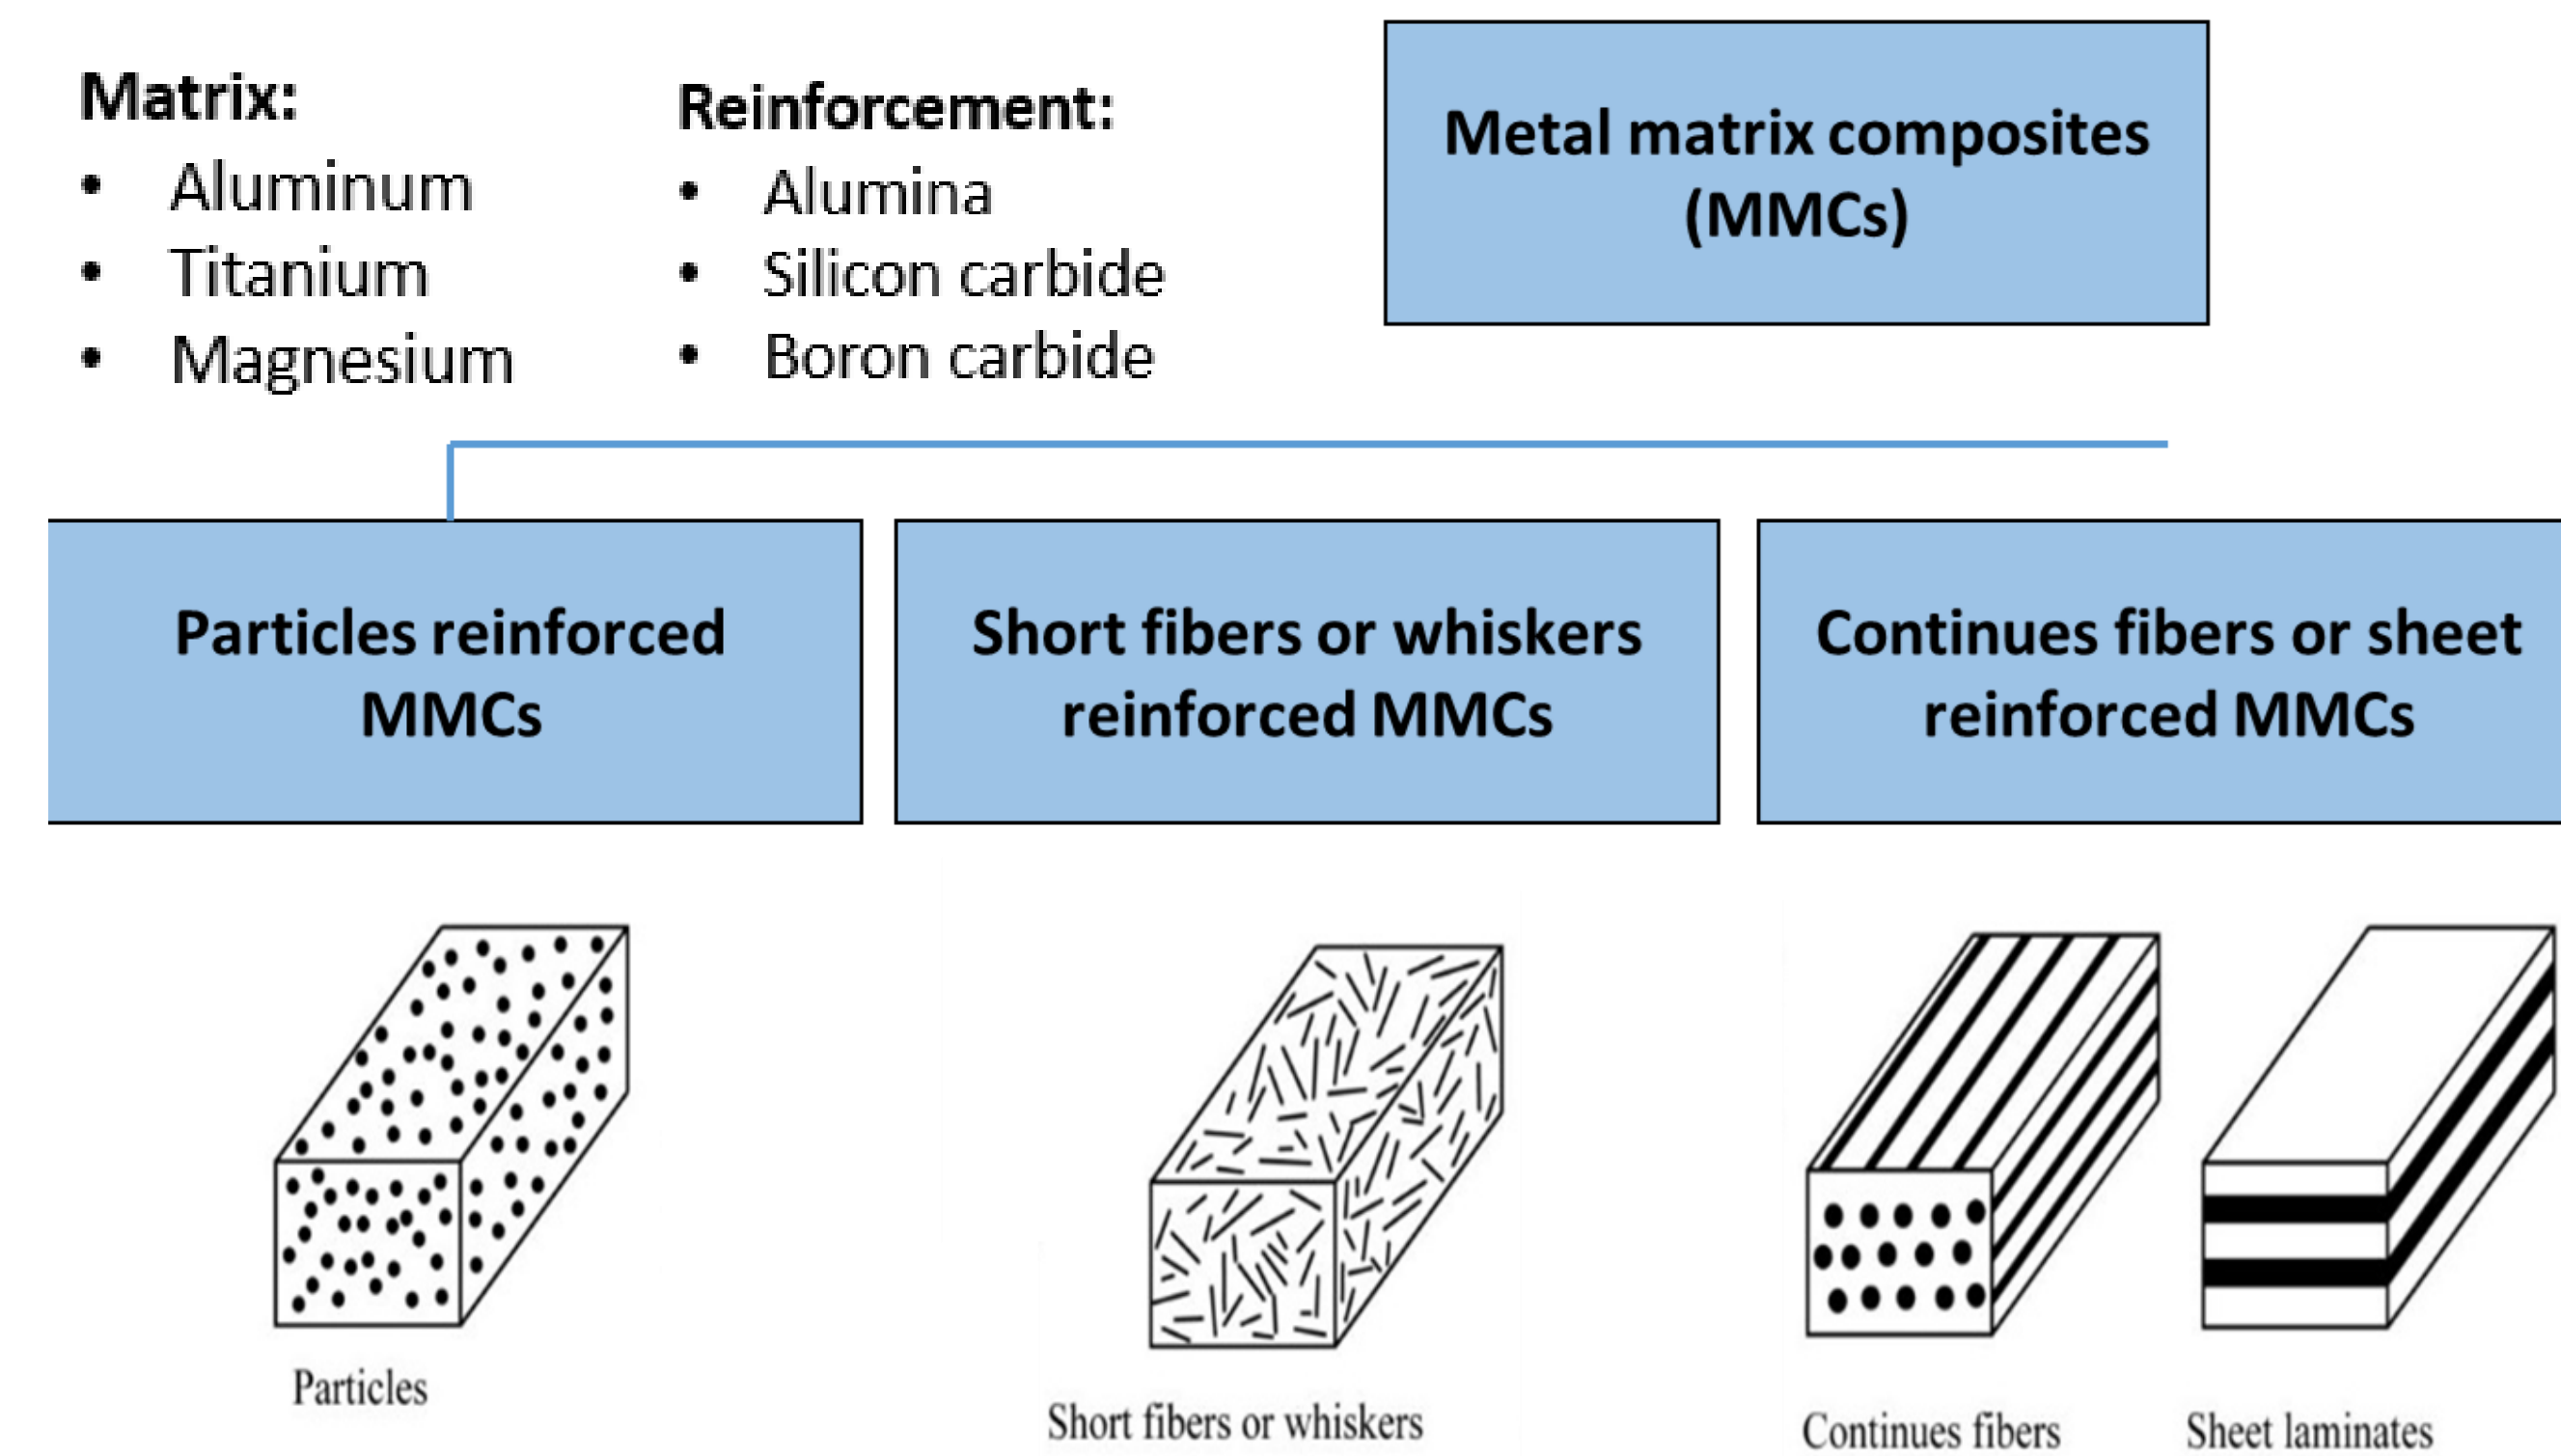 Matrix:
• Aluminum
• Titanium
• Magnesium
Reinforcement:
• Alumina
• Silicon carbide
• Boron carbide
Metal matrix composites
(MMCs)
Particles reinforced
MMCs
Short fibers or whiskers
reinforced MMCs
Continues fibers or sheet
reinforced MMCs
Particles
Short fibers or whiskers
Continues fibers
Sheet laminates